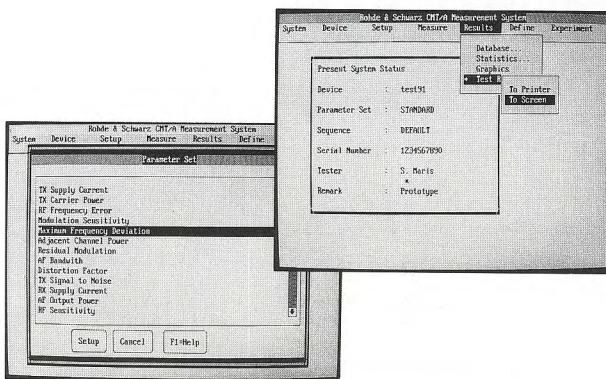 Rohde & Schwarz CMT/A Measurement System
System Device Setup Measure Results Define Experiment
Database...
Statistics...
Graphics
Test R
To Printer
To Screen
Present System Status
Device : test91
Parameter Set : STANDARD
Sequence : DEFAULT
Serial Number : 1234567890
Tester : S. Maris
Remark : Prototype
Rohde & Schwarz CMT/A Measurement System
System Device Setup Measure Results Define
Parameter Set
TX Supply Current
TX Carrier Power
RF Frequency Error
Modulation Sensitivity
Maximum Frequency Deviation
Adjacent Channel Power
Residual Modulation
AF Bandwith
Distortion Factor
TX Signal to Noise
RX Supply Current
AF Output Power
RF Sensitivity
Setup Cancel F1=Help